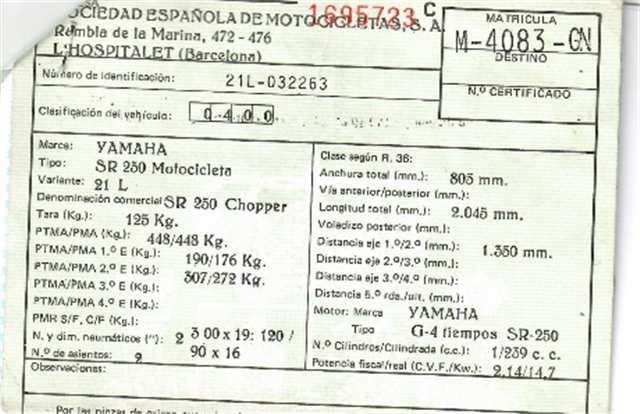 SOCIEDAD ESPAÑOLA DE MOTOCICLETAS, S. A.
1695723 C
Rambla de la Marina, 472 - 476
L'HOSPITALET (Barcelona)
MATRICULA
M-4083-GN
DESTINO
N.º CERTIFICADO
Número de identificación: 21L-032263
Clasificación del vehículo: 0 4 0 0
Marca: YAMAHA
Tipo: SR 250 Motocicleta
Variante: 21 L
Denominación comercial SR 250 Chopper
Tara (Kg.): 125 Kg.
PTMA/PMA (Kg.): 448/448 Kg.
PTMA/PMA 1.º E (Kg.): 190/176 Kg.
PTMA/PMA 2.º E (Kg.): 307/272 Kg.
PTMA/PMA 3.º E (Kg.):
PTMA/PMA 4.º E (Kg.):
PMR S/F, C/F (Kg.):
N. y dim. neumáticos ("): 2 3 00 x 19: 120 /
90 x 16
N.º de asientos: 2
Clase según R. 36:
Anchura total (mm.): 805 mm.
Vía anterior/posterior (mm.):
Longitud total (mm.): 2.045 mm.
Voladizo posterior (mm.):
Distancia eje 1.º/2.º (mm.): 1.350 mm.
Distancia eje 2.º/3.º (mm.):
Distancia eje 3.º/4.º (mm.):
Distancia 5.ª rda./ult. (mm.):
Motor: Marca YAMAHA
Tipo G-4 tiempos SR-250
N.º Cilindros/Cilindrada (c.c.): 1/239 c. c.
Potencia fiscal/real (C.V.F./Kw.): 2,14/14,7
Observaciones: